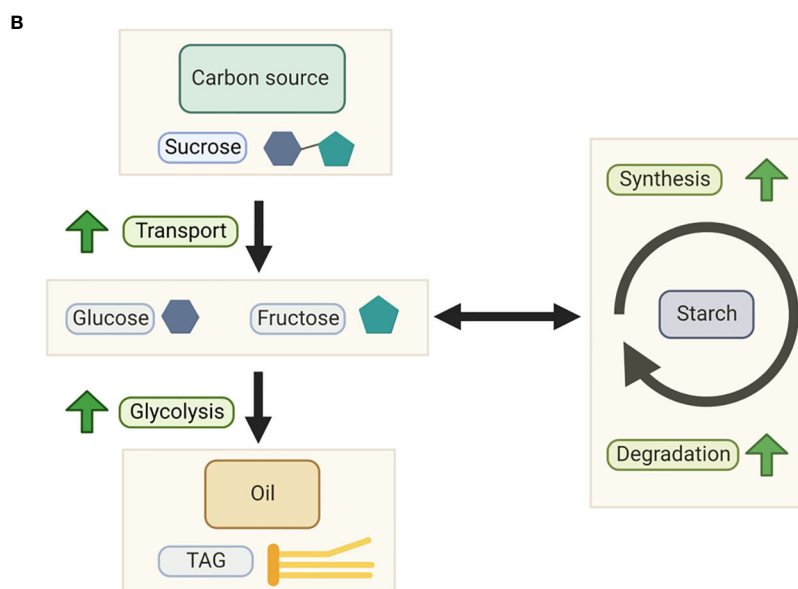 B
Carbon source
Sucrose
Transport
Glucose
Fructose
Glycolysis
Oil
TAG
Synthesis
Starch
Degradation